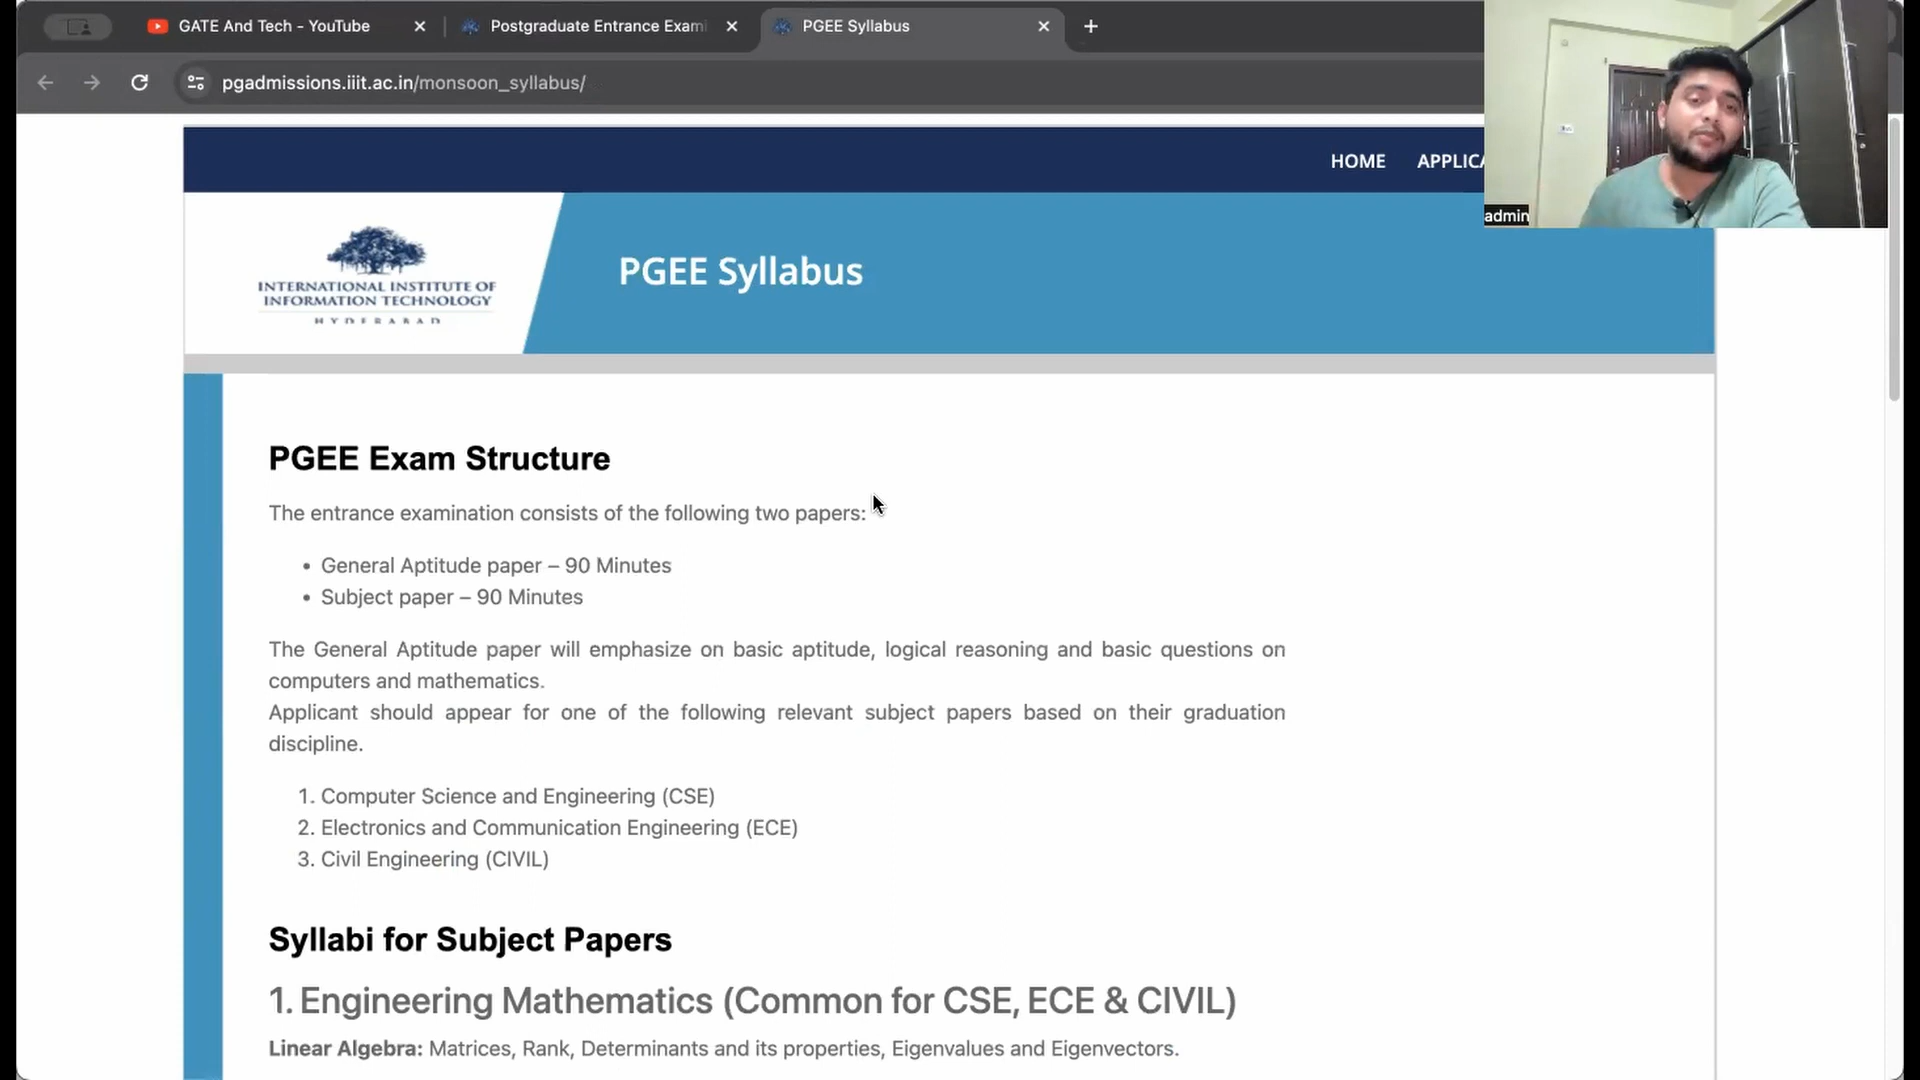 GATE And Tech - YouTube
Postgraduate Entrance Exami
PGEE Syllabus
pgadmissions.iiit.ac.in/monsoon_syllabus/
HOME
APPLICA
admin
INTERNATIONAL INSTITUTE OF
INFORMATION TECHNOLOGY
HYDERABAD
PGEE Syllabus
PGEE Exam Structure
The entrance examination consists of the following two papers:
• General Aptitude paper – 90 Minutes
• Subject paper – 90 Minutes
The General Aptitude paper will emphasize on basic aptitude, logical reasoning and basic questions on
computers and mathematics.
Applicant should appear for one of the following relevant subject papers based on their graduation
discipline.
1. Computer Science and Engineering (CSE)
2. Electronics and Communication Engineering (ECE)
3. Civil Engineering (CIVIL)
Syllabi for Subject Papers
1. Engineering Mathematics (Common for CSE, ECE & CIVIL)
Linear Algebra: Matrices, Rank, Determinants and its properties, Eigenvalues and Eigenvectors.